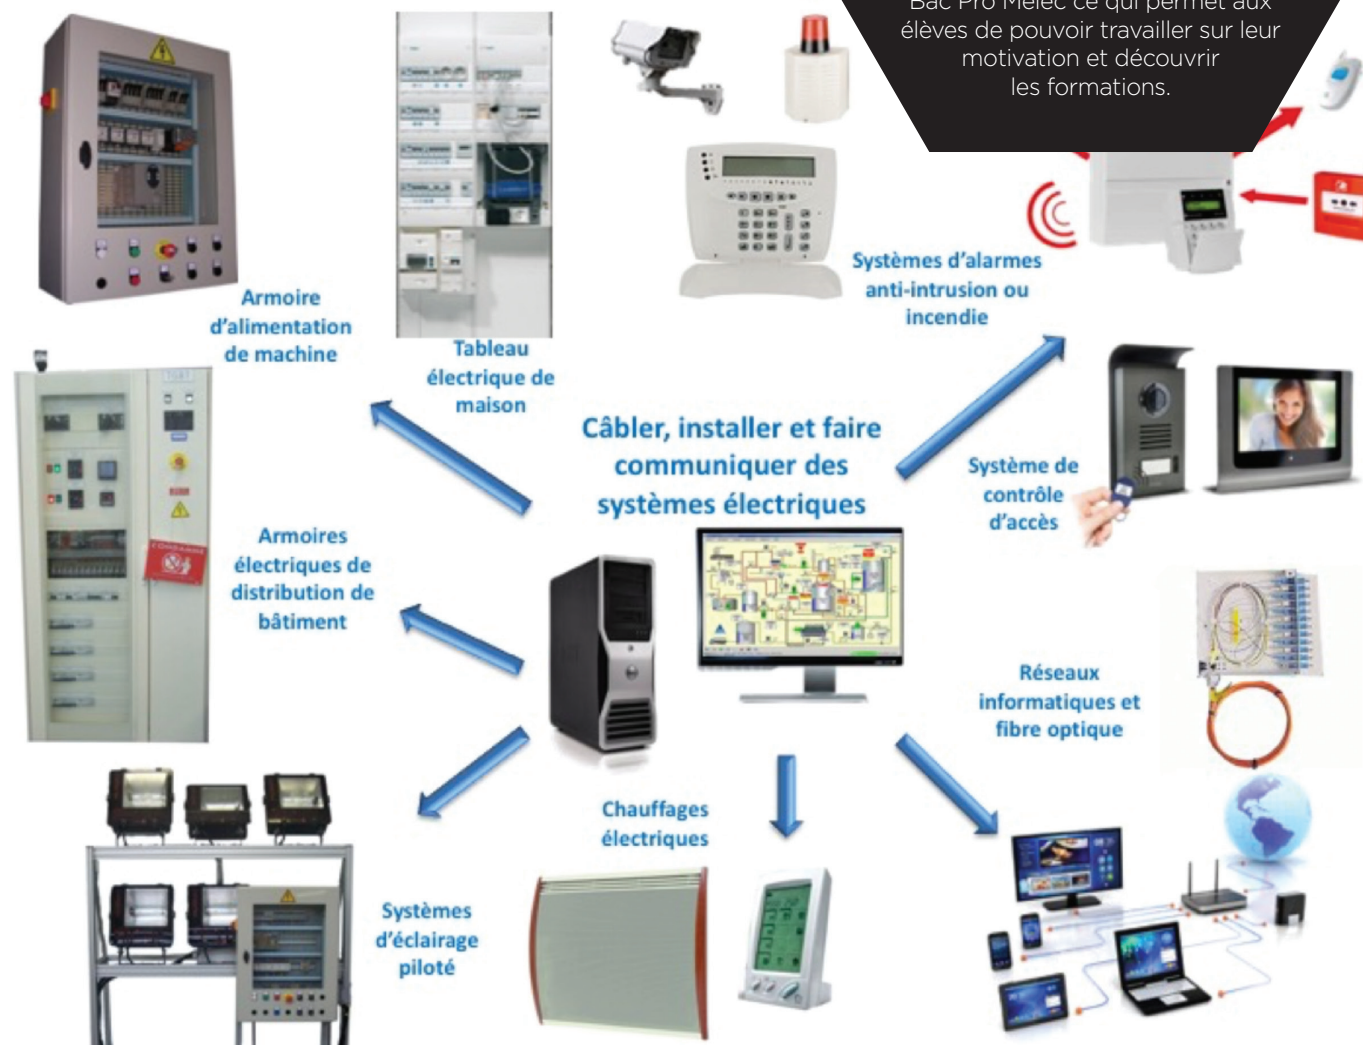 Bac Pro Melec ce qui permet aux
élèves de pouvoir travailler sur leur
motivation et découvrir
les formations.
Armoire
d'alimentation
de machine
Tableau
électrique de
maison
Systèmes d'alarmes
anti-intrusion ou
incendie
Câbler, installer et faire
communiquer des
systèmes électriques
Système de
contrôle
d'accès
Armoires
électriques de
distribution de
bâtiment
Réseaux
informatiques et
fibre optique
Chauffages
électriques
Systèmes
d'éclairage
piloté